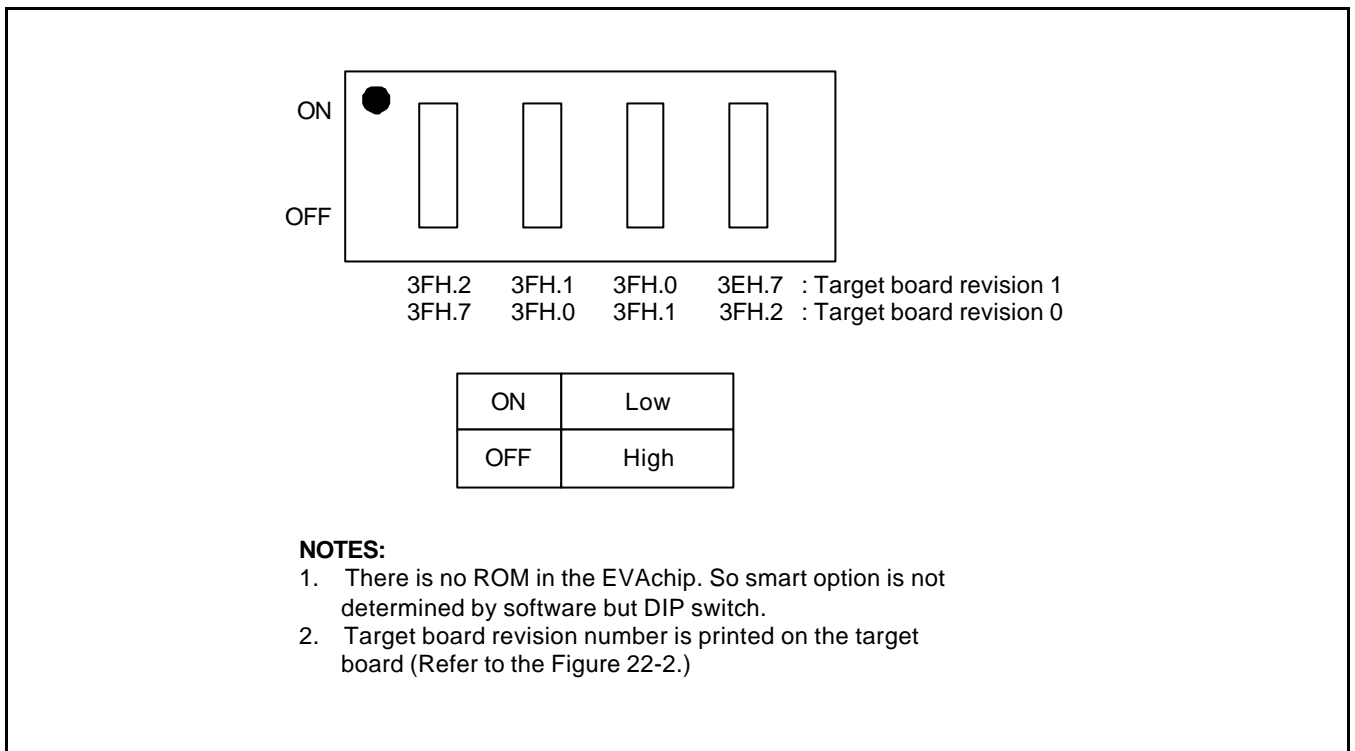 ON
OFF
3FH.2 3FH.1 3FH.0 3EH.7 : Target board revision 1
3FH.7 3FH.0 3FH.1 3FH.2 : Target board revision 0
ON Low
OFF High
NOTES:
1. There is no ROM in the EVAchip. So smart option is not
determined by software but DIP switch.
2. Target board revision number is printed on the target
board (Refer to the Figure 22-2.)